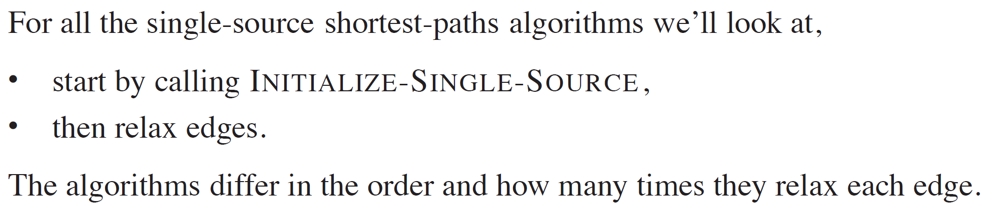 For all the single-source shortest-paths algorithms we’ll look at,
• start by calling INITIALIZE-SINGLE-SOURCE,
• then relax edges.
The algorithms differ in the order and how many times they relax each edge.